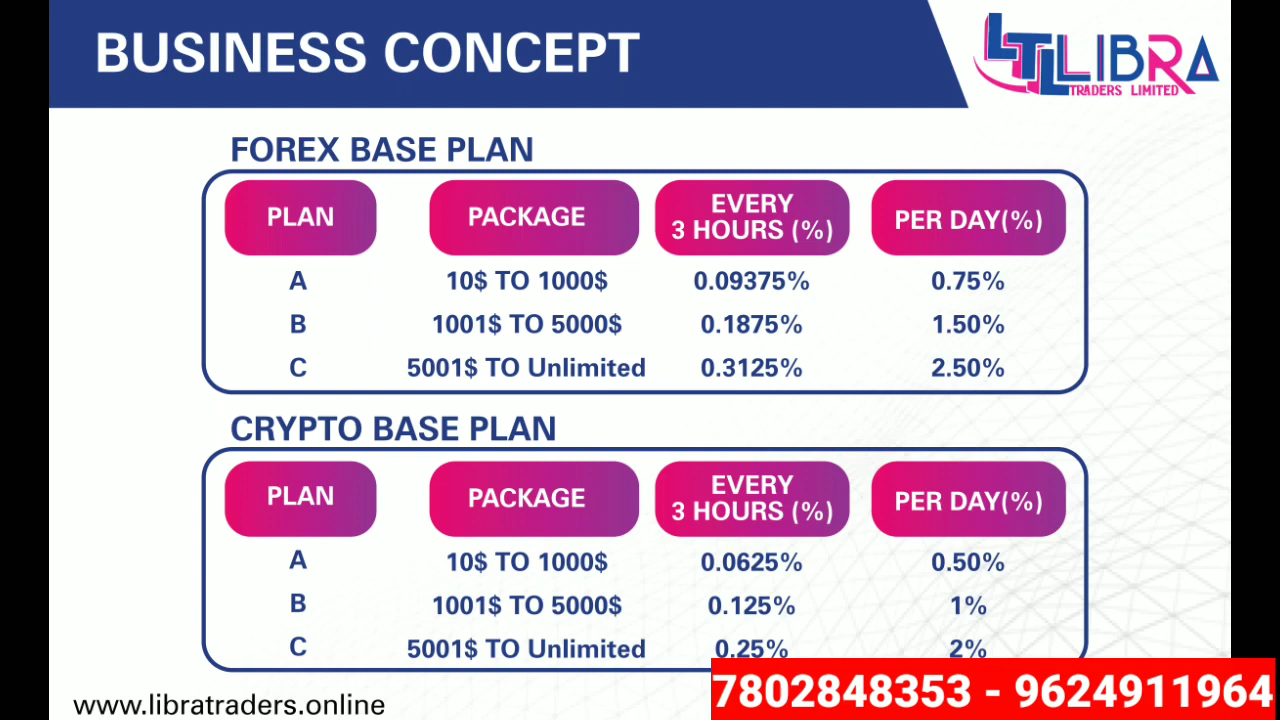 BUSINESS CONCEPT
LTL LIBRA
TRADERS LIMITED
FOREX BASE PLAN
PLAN PACKAGE EVERY 3 HOURS (%) PER DAY(%)
A 10$ TO 1000$ 0.09375% 0.75%
B 1001$ TO 5000$ 0.1875% 1.50%
C 5001$ TO Unlimited 0.3125% 2.50%
CRYPTO BASE PLAN
PLAN PACKAGE EVERY 3 HOURS (%) PER DAY(%)
A 10$ TO 1000$ 0.0625% 0.50%
B 1001$ TO 5000$ 0.125% 1%
C 5001$ TO Unlimited 0.25% 2%
www.libratraders.online
7802848353 - 9624911964